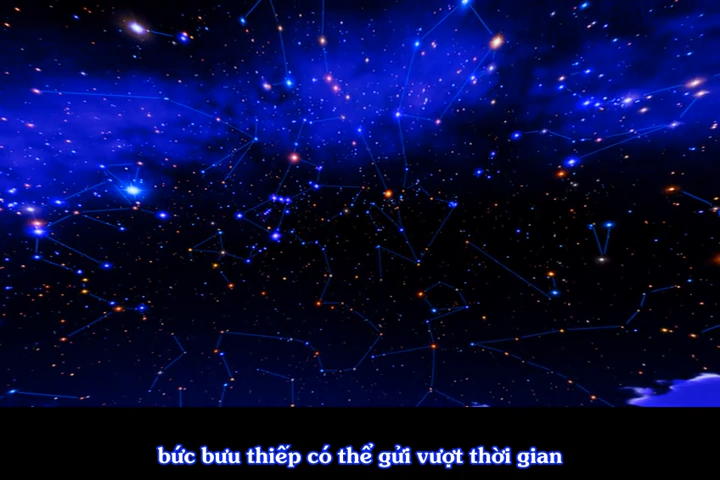 bức bưu thiếp có thể gửi vượt thời gian